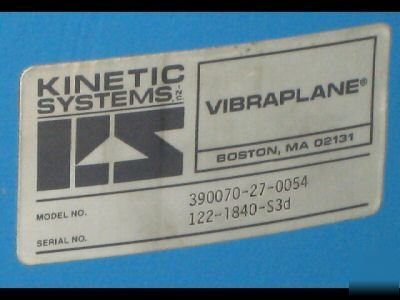 KINETIC
SYSTEMS, INC.
VIBRAPLANE®
BOSTON, MA 02131
MODEL NO. 390070-27-0054
SERIAL NO. 122-1840-S3d